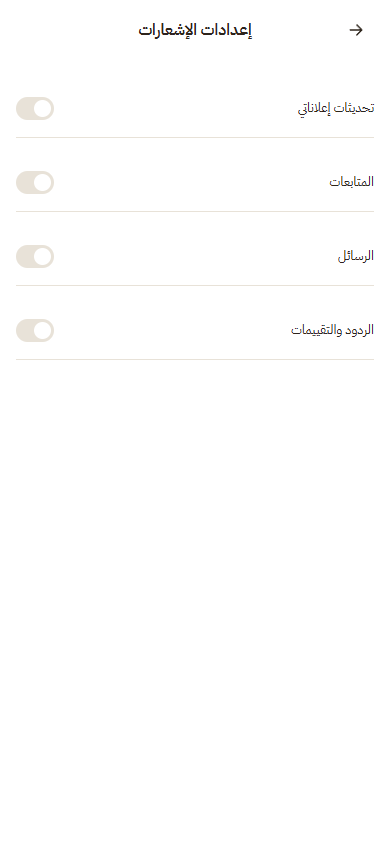 إعدادات الإشعارات
تحديثات إعلاناتي
المتابعات
الرسائل
الردود والتقييمات